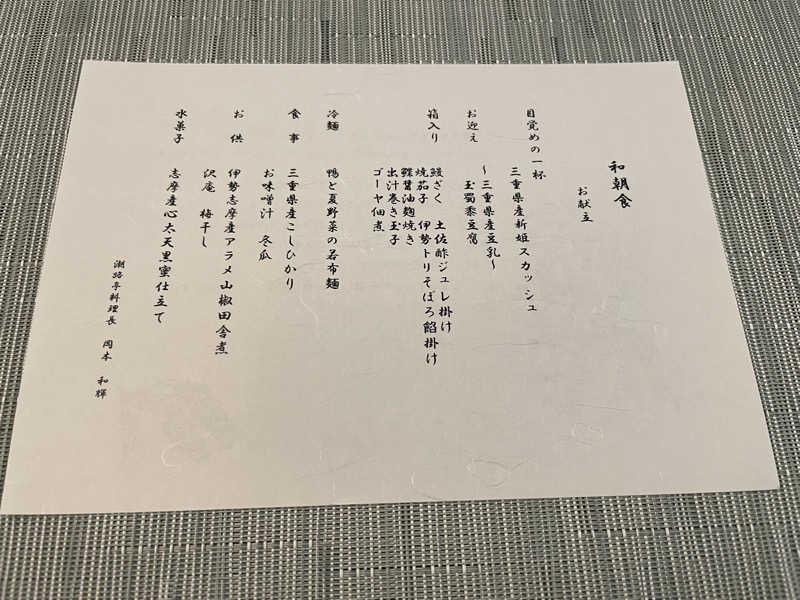 和朝食
お献立
目覚めの一杯
三重県産新姫スカッシュ
お迎え
～三重県産豆乳～
玉蜀黍豆腐
箱入り
鰻ざく 土佐酢ジュレ掛け
焼茄子 伊勢トリそぼろ餡掛け
鰈醤油麹焼き
出汁巻き玉子
ゴーヤ佃煮
冷麺
鴨と夏野菜の若布麺
食事
三重県産こしひかり
お味噌汁 冬瓜
お供
伊勢志摩産アラメ山椒田舎煮
沢庵 梅干し
水菓子
志摩産心太天黒蜜仕立て
潮路亭料理長 岡本 和輝